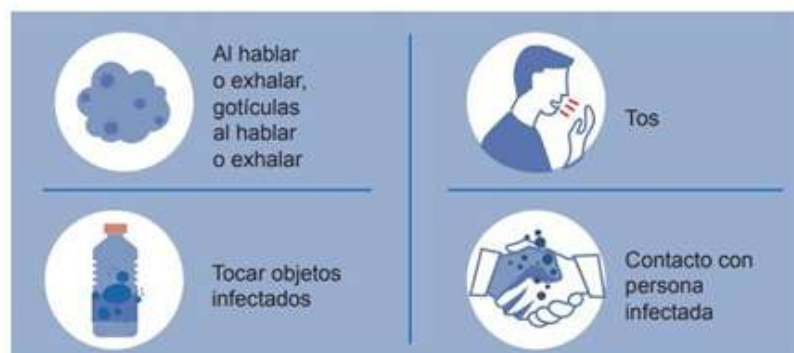 Al hablar
o exhalar,
gotículas
al hablar
o exhalar
Tos
Tocar objetos
infectados
Contacto con
persona
infectada